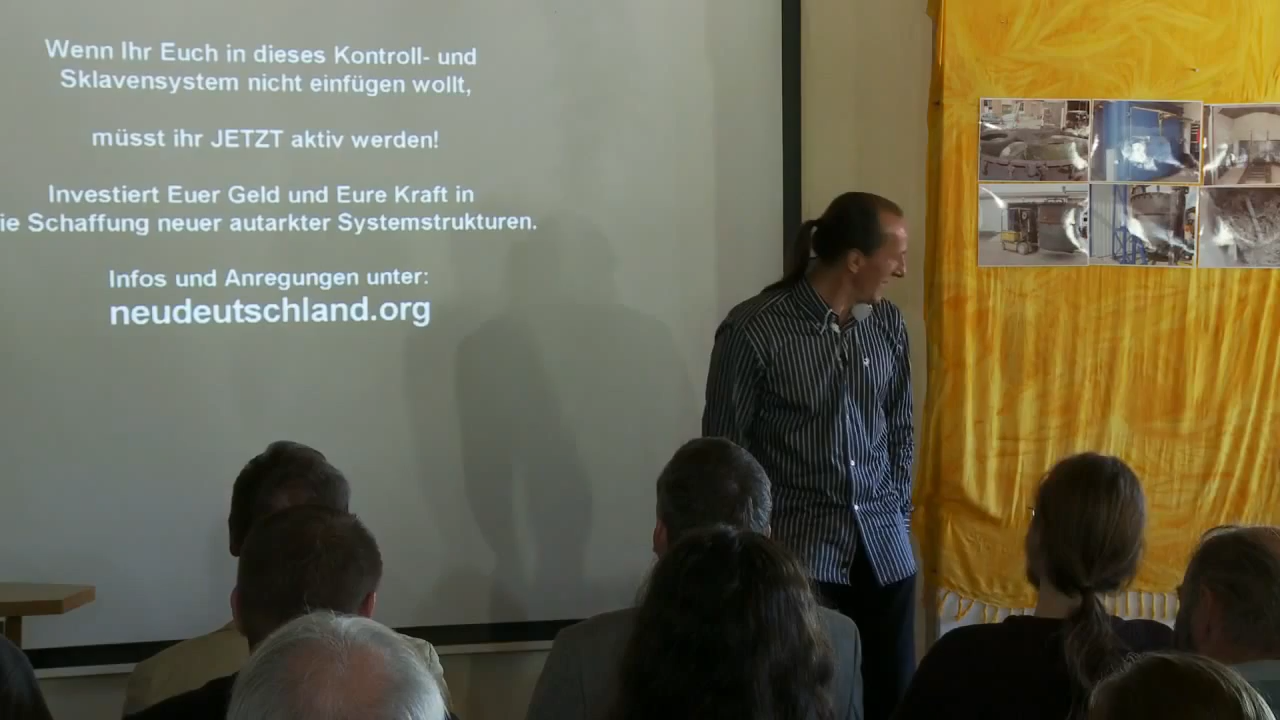 Wenn Ihr Euch in dieses Kontroll- und
Sklavensystem nicht einfügen wollt,
müsst ihr JETZT aktiv werden!
Investiert Euer Geld und Eure Kraft in
ie Schaffung neuer autarkter Systemstrukturen.
Infos und Anregungen unter:
neudeutschland.org